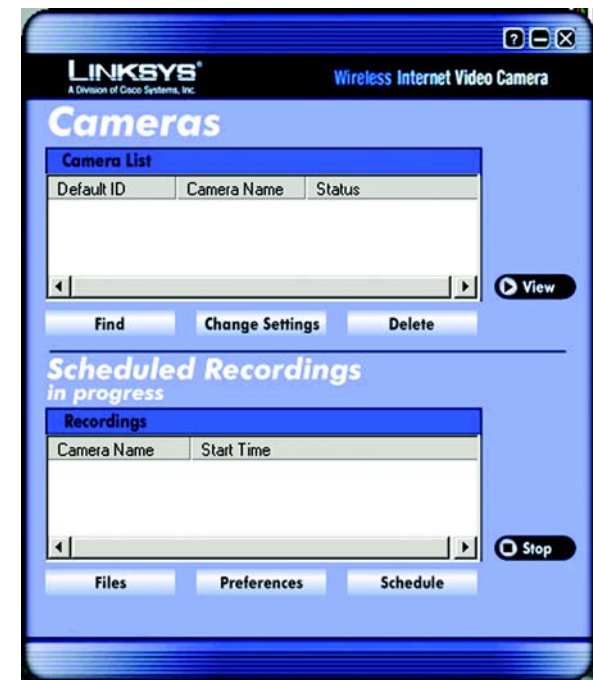 ?
LINKSYS®
A Division of Cisco Systems, Inc.
Wireless Internet Video Camera
Cameras
Camera List
Default ID Camera Name Status
View
Find Change Settings Delete
Scheduled Recordings
in progress
Recordings
Camera Name Start Time
Stop
Files Preferences Schedule